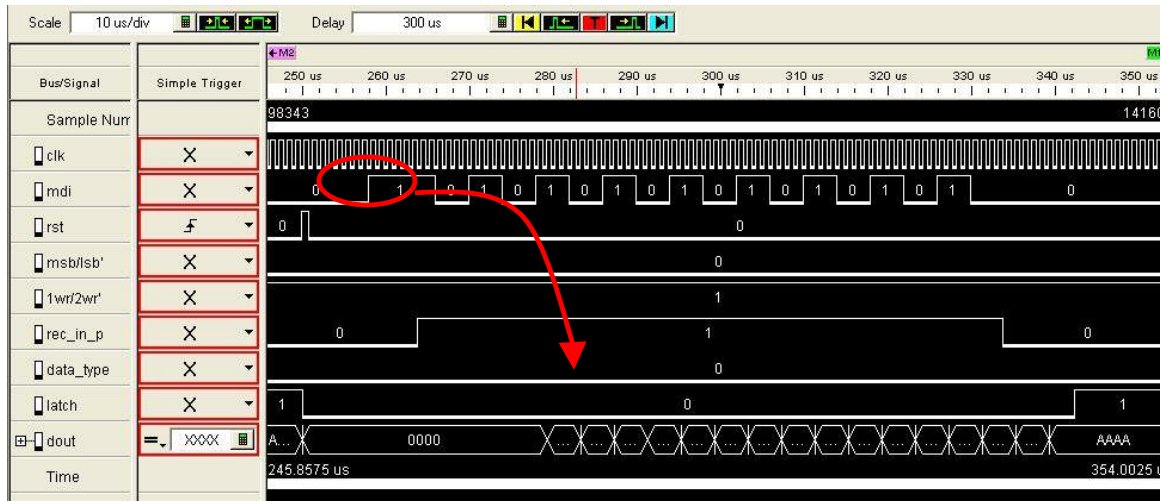 Scale 10 us/div Delay 300 us T
M2 M1
Bus/Signal Simple Trigger 250 us 260 us 270 us 280 us 290 us 300 us 310 us 320 us 330 us 340 us 350 us
Sample Num 98343 14160
clk X
mdi X 0 1 0 1 0 1 0 1 0 1 0 1 0 1 0 1 0 1 0
rst 0 0
msb/lsb' X 0
1wr/2wr' X 1
rec_in_p X 0 1 0
data_type X 0
latch X 1 0 1
dout = XXXX A... 0000 ... ... ... ... ... ... ... ... ... ... ... ... ... ... ... AAAA
Time 245.8575 us 354.0025 u